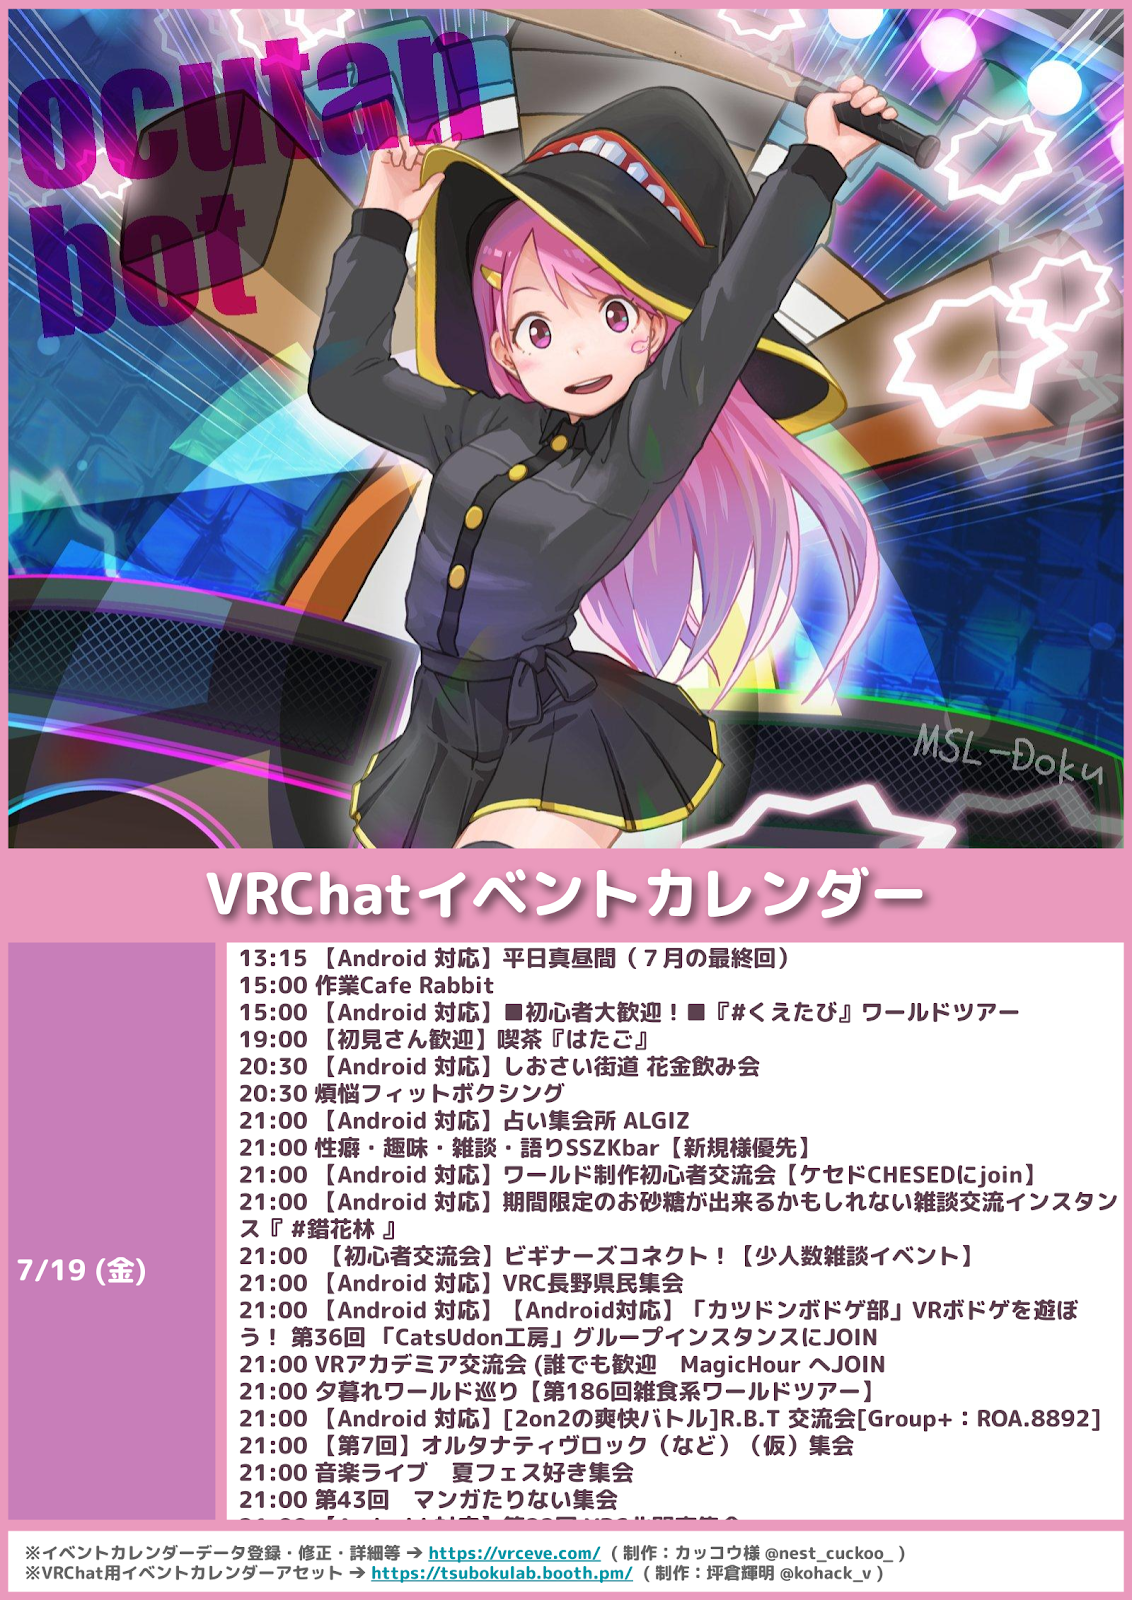 ocutan
bot
MSL-Doku
VRChatイベントカレンダー
7/19 (金)
13:15 【Android 対応】平日真昼間（７月の最終回）
15:00 作業Cafe Rabbit
15:00 【Android 対応】■初心者大歓迎！■『#くえたび』ワールドツアー
19:00 【初見さん歓迎】喫茶『はたご』
20:30 【Android 対応】しおさい街道 花金飲み会
20:30 煩悩フィットボクシング
21:00 【Android 対応】占い集会所 ALGIZ
21:00 性癖・趣味・雑談・語りSSZKbar【新規様優先】
21:00 【Android 対応】ワールド制作初心者交流会【ケセドCHESEDにjoin】
21:00 【Android 対応】期間限定のお砂糖が出来るかもしれない雑談交流インスタン
ス『 #錯花林 』
21:00 【初心者交流会】ビギナーズコネクト！【少人数雑談イベント】
21:00 【Android 対応】VRC長野県民集会
21:00 【Android 対応】【Android対応】「カツドンボドゲ部」VRボドゲを遊ぼ
う！ 第36回 「CatsUdon工房」グループインスタンスにJOIN
21:00 VRアカデミア交流会 (誰でも歓迎　MagicHour へJOIN
21:00 夕暮れワールド巡り【第186回雑食系ワールドツアー】
21:00 【Android 対応】[2on2の爽快バトル]R.B.T 交流会[Group+：ROA.8892]
21:00 【第7回】オルタナティヴロック（など）（仮）集会
21:00 音楽ライブ　夏フェス好き集会
21:00 第43回　マンガたりない集会
※イベントカレンダーデータ登録・修正・詳細等 ➔ https://vrceve.com/ （ 制作：カッコウ様 @nest_cuckoo_ ）
※VRChat用イベントカレンダーアセット ➔ https://tsubokulab.booth.pm/ （ 制作：坪倉輝明 @kohack_v ）